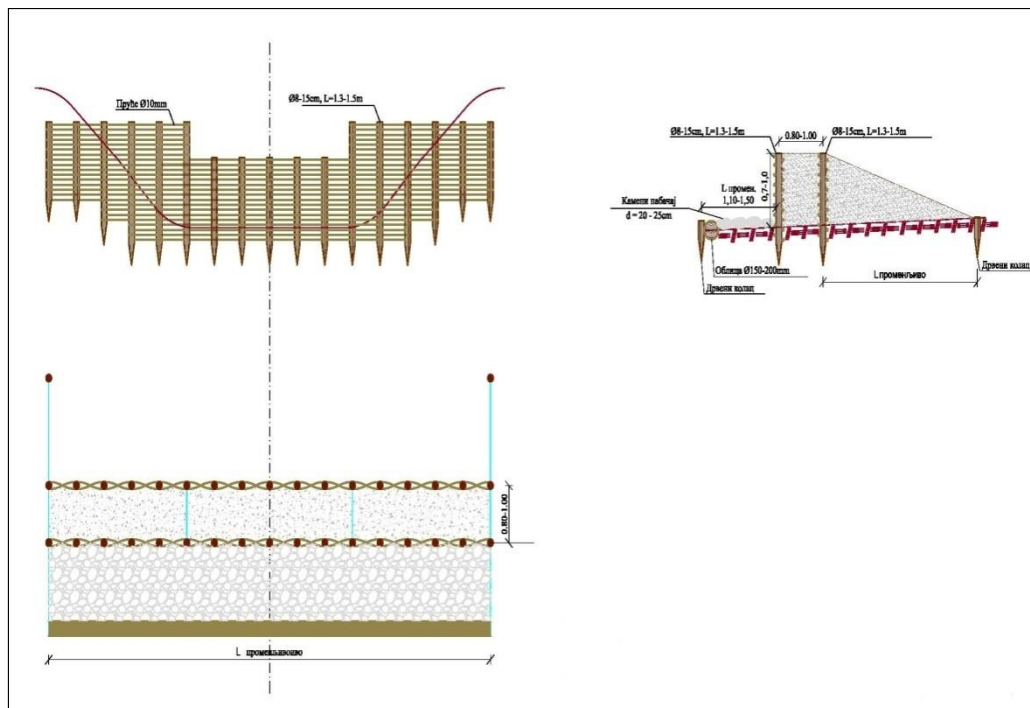 Пруће Ø10mm
Ø8-15cm, L=1.3-1.5m
Ø8-15cm, L=1.3-1.5m
0.80-1.00
Ø8-15cm, L=1.3-1.5m
0,7-1,0
L промен.
1,10-1,50
Камени набачај
d = 20 - 25cm
Облица Ø150-200mm
Дрвени колац
L променљиво
Дрвени колац
0.80-1.00
L променљивоиво